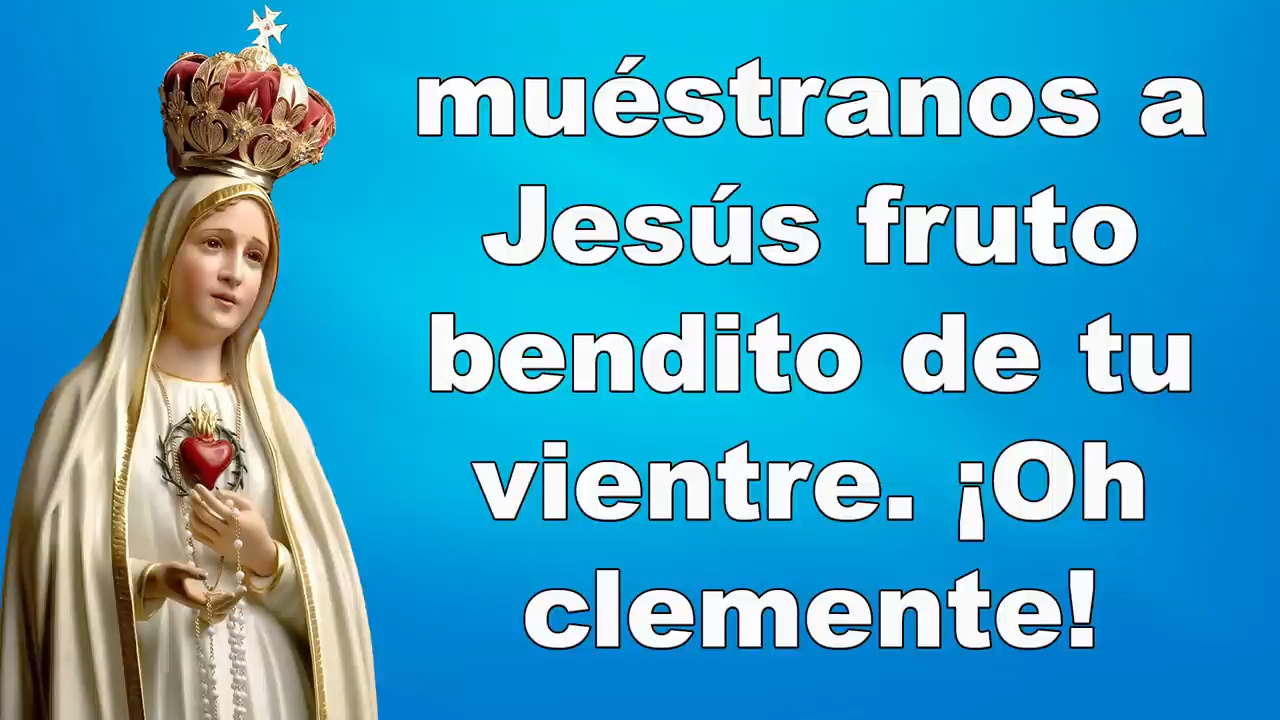 muéstranos a
Jesús fruto
bendito de tu
vientre. ¡Oh
clemente!